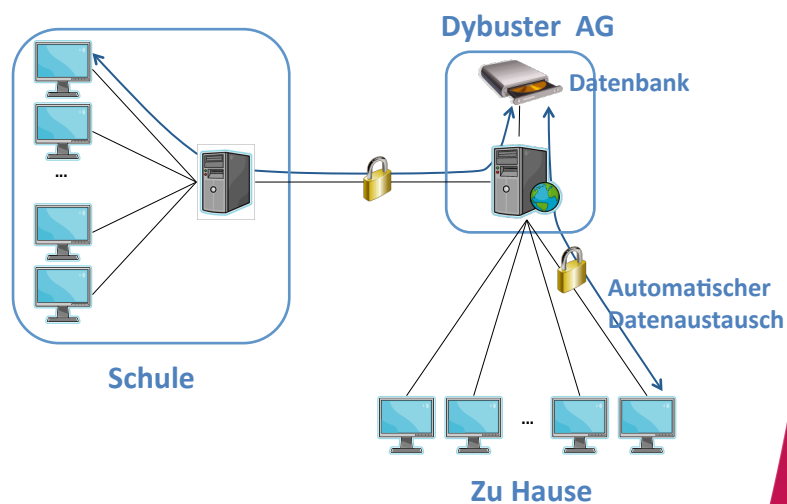 Dybuster AG
Datenbank
...
Automatischer
Datenaustausch
Schule
...
Zu Hause